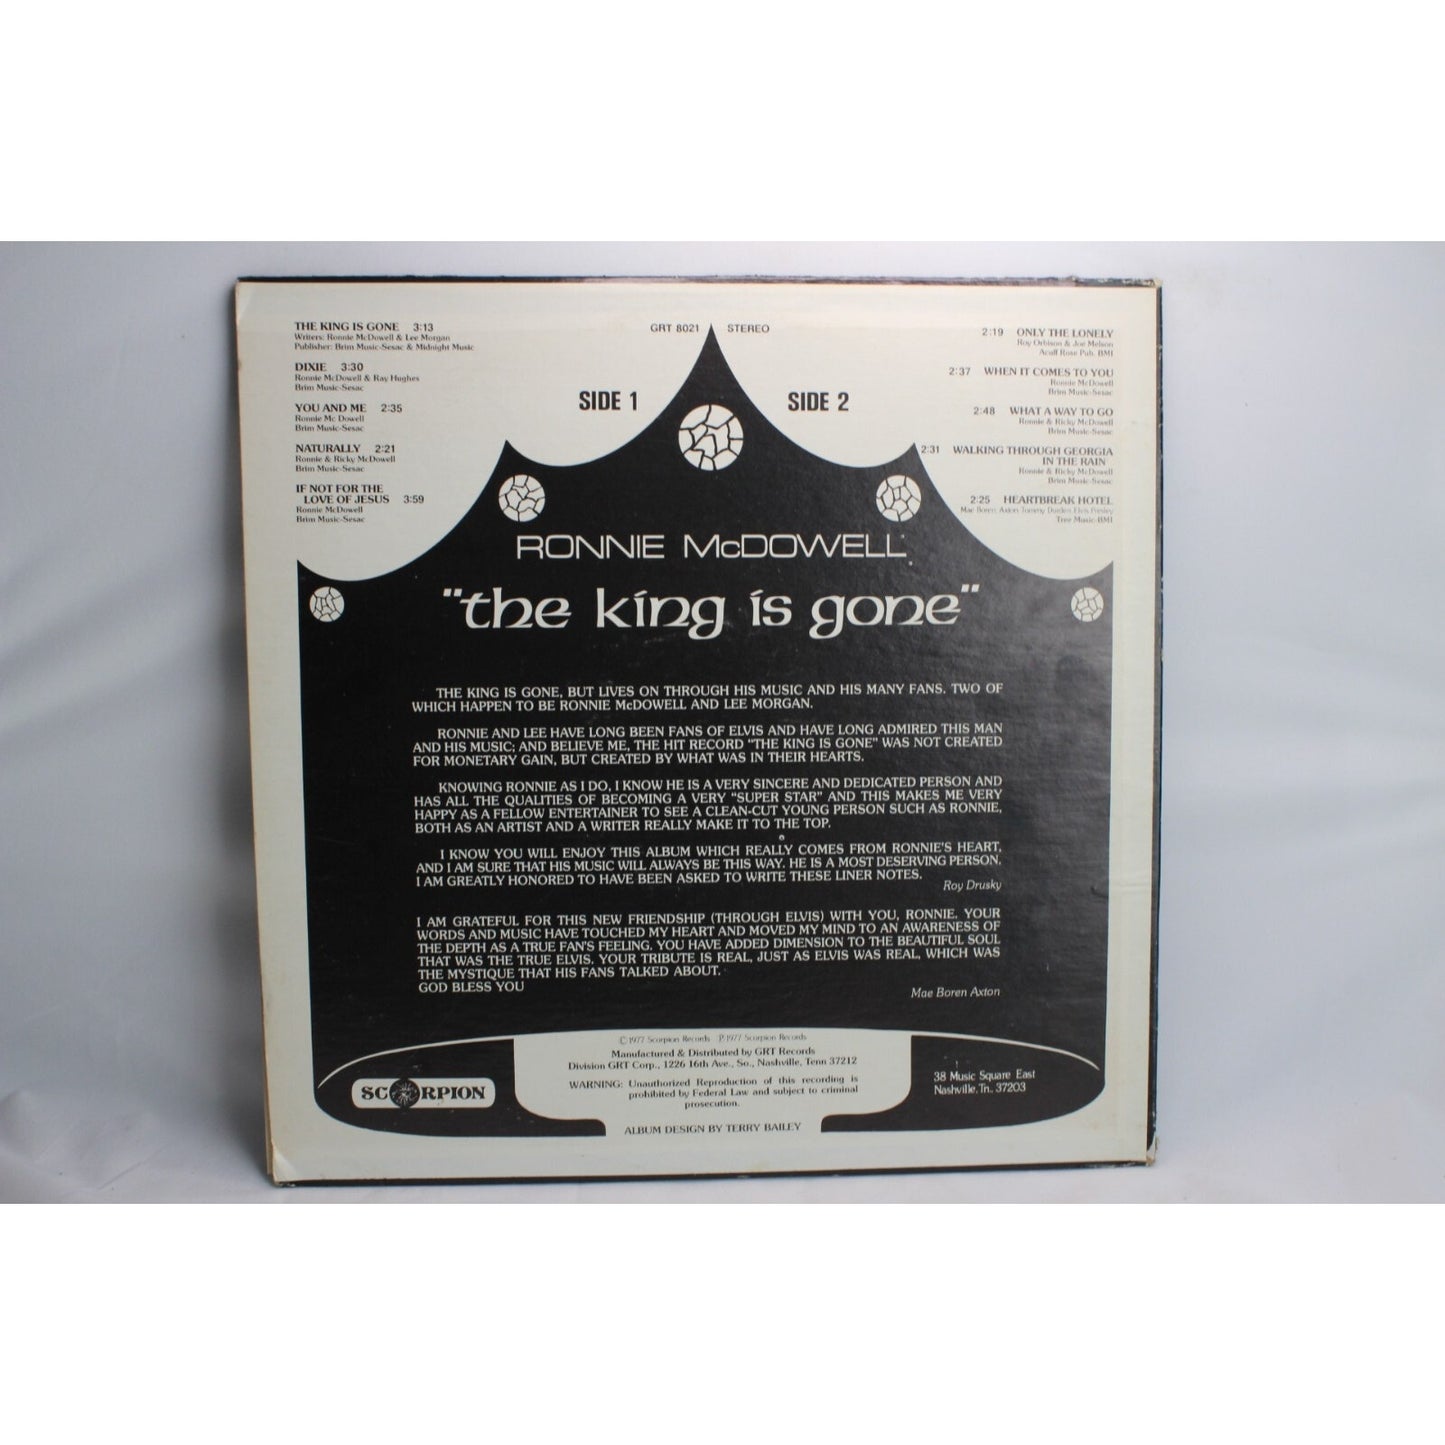 GRT 8021 STEREO
SIDE 1
THE KING IS GONE 3:13
Writers: Ronnie McDowell & Lee Morgan
Publisher: Brim Music-Sesac & Midnight Music
DIXIE 3:30
Ronnie McDowell & Ray Hughes
Brim Music-Sesac
YOU AND ME 2:35
Ronnie Mc Dowell
Brim Music-Sesac
NATURALLY 2:21
Ronnie & Ricky McDowell
Brim Music-Sesac
IF NOT FOR THE
LOVE OF JESUS 3:59
Ronnie McDowell
Brim Music-Sesac
SIDE 2
2:19 ONLY THE LONELY
Roy Orbison & Joe Melson
Acuff Rose Pub. BMI
2:37 WHEN IT COMES TO YOU
Ronnie McDowell
Brim Music-Sesac
2:48 WHAT A WAY TO GO
Ronnie & Ricky McDowell
Brim Music-Sesac
2:31 WALKING THROUGH GEORGIA
IN THE RAIN
Ronnie & Ricky McDowell
Brim Music-Sesac
2:25 HEARTBREAK HOTEL
Mae Boren Axton Tommy Durden Elvis Presley
Tree Music-BMI
RONNIE McDOWELL
"the king is gone"
THE KING IS GONE, BUT LIVES ON THROUGH HIS MUSIC AND HIS MANY FANS. TWO OF
WHICH HAPPEN TO BE RONNIE McDOWELL AND LEE MORGAN.
RONNIE AND LEE HAVE LONG BEEN FANS OF ELVIS AND HAVE LONG ADMIRED THIS MAN
AND HIS MUSIC; AND BELIEVE ME, THE HIT RECORD "THE KING IS GONE" WAS NOT CREATED
FOR MONETARY GAIN, BUT CREATED BY WHAT WAS IN THEIR HEARTS.
KNOWING RONNIE AS I DO, I KNOW HE IS A VERY SINCERE AND DEDICATED PERSON AND
HAS ALL THE QUALITIES OF BECOMING A VERY "SUPER STAR" AND THIS MAKES ME VERY
HAPPY AS A FELLOW ENTERTAINER TO SEE A CLEAN-CUT YOUNG PERSON SUCH AS RONNIE,
BOTH AS AN ARTIST AND A WRITER REALLY MAKE IT TO THE TOP.
I KNOW YOU WILL ENJOY THIS ALBUM WHICH REALLY COMES FROM RONNIE'S HEART,
AND I AM SURE THAT HIS MUSIC WILL ALWAYS BE THIS WAY. HE IS A MOST DESERVING PERSON.
I AM GREATLY HONORED TO HAVE BEEN ASKED TO WRITE THESE LINER NOTES.
Roy Drusky
I AM GRATEFUL FOR THIS NEW FRIENDSHIP (THROUGH ELVIS) WITH YOU, RONNIE. YOUR
WORDS AND MUSIC HAVE TOUCHED MY HEART AND MOVED MY MIND TO AN AWARENESS OF
THE DEPTH AS A TRUE FAN'S FEELING. YOU HAVE ADDED DIMENSION TO THE BEAUTIFUL SOUL
THAT WAS THE TRUE ELVIS. YOUR TRIBUTE IS REAL, JUST AS ELVIS WAS REAL, WHICH WAS
THE MYSTIQUE THAT HIS FANS TALKED ABOUT.
GOD BLESS YOU
Mae Boren Axton
© 1977 Scorpion Records ℗ 1977 Scorpion Records
Manufactured & Distributed by GRT Records
Division GRT Corp., 1226 16th Ave., So., Nashville, Tenn 37212
WARNING: Unauthorized Reproduction of this recording is
prohibited by Federal Law and subject to criminal
prosecution.
SCORPION
38 Music Square East
Nashville, Tn. 37203
ALBUM DESIGN BY TERRY BAILEY